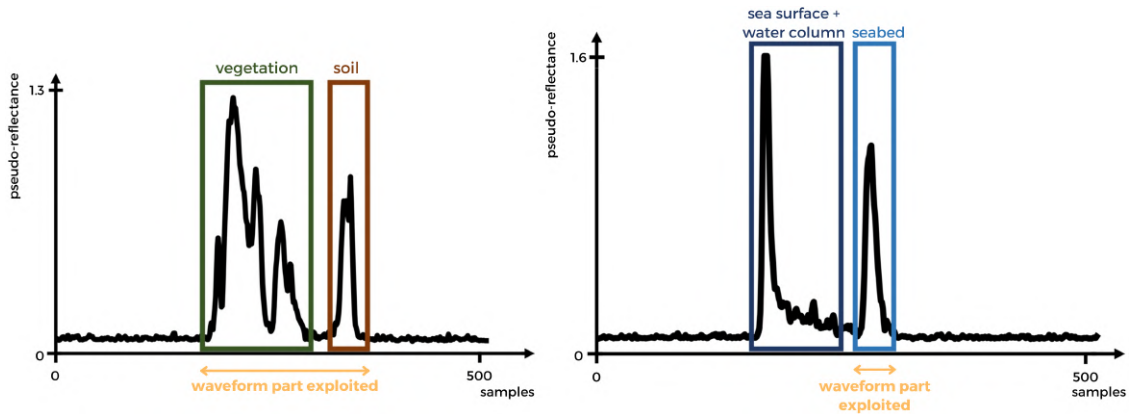 vegetation
soil
pseudo-reflectance
1.3
0
0
500
samples
waveform part exploited
sea surface +
water column
seabed
pseudo-reflectance
1.6
0
0
500
samples
waveform part
exploited